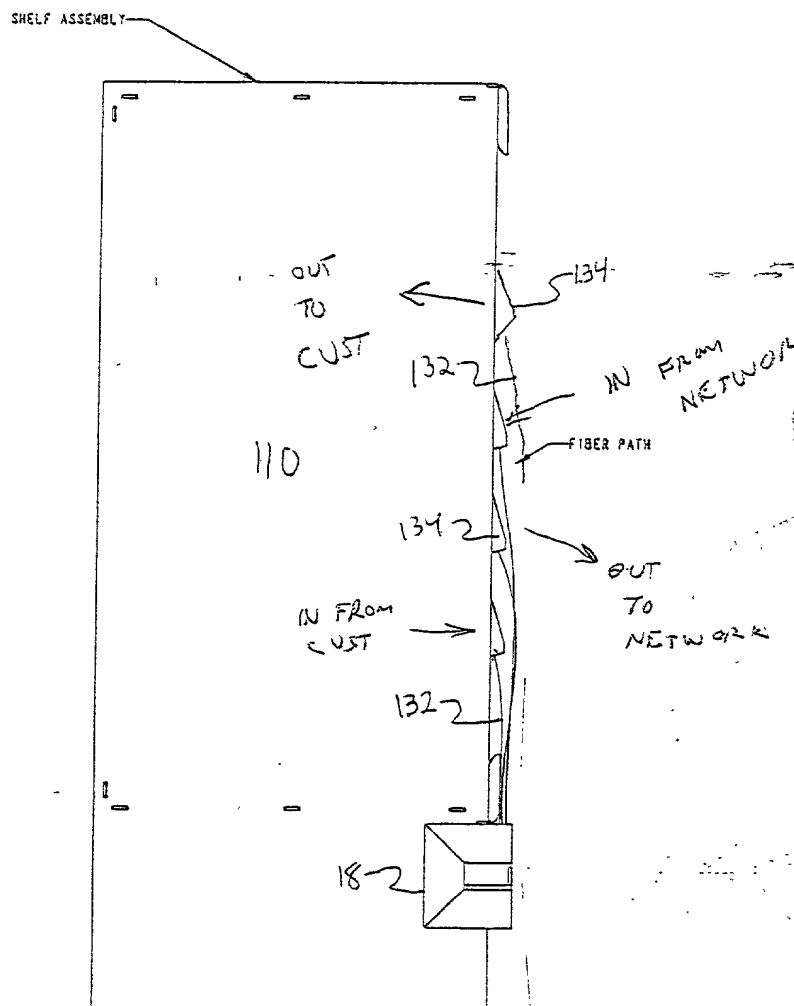 SHELF ASSEMBLY
OUT
TO
CUST
134
132
IN FROM
NETWOR
FIBER PATH
110
134
OUT
TO
NETWORK
IN FROM
CUST
132
18